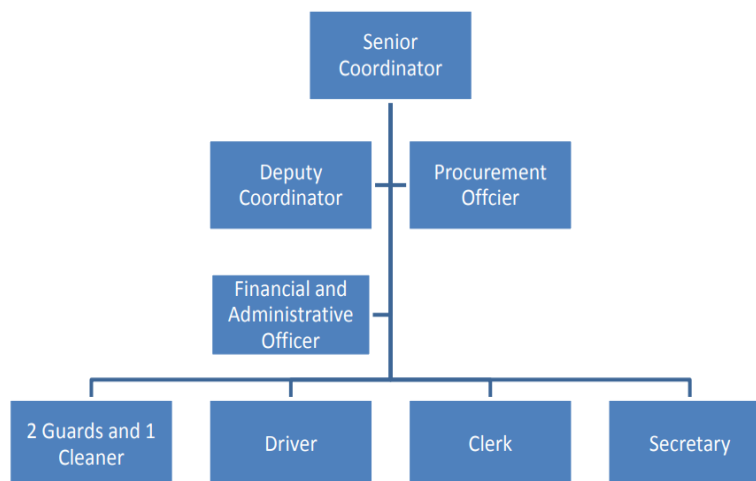 Senior
Coordinator
Deputy
Coordinator
Procurement
Offcier
Financial and
Administrative
Officer
2 Guards and 1
Cleaner
Driver
Clerk
Secretary